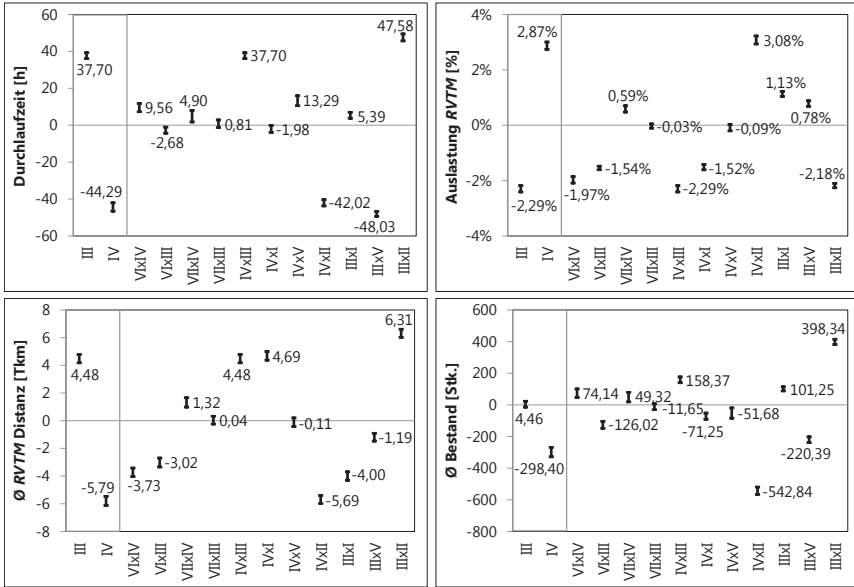 Durchlaufzeit [h]
60
40
20
0
-20
-40
-60
37,70
-44,29
9,56
-2,68
4,90
0,81
37,70
-1,98
13,29
-42,02
5,39
-48,03
47,58
III
IV
VIxIV
VIxIII
VIIxIV
VIIxIII
IVxIII
IVxI
IVxV
IVxII
IIIxI
IIIxV
IIIxII
Auslastung RVTM [%]
4%
2%
0%
-2%
-4%
-2,29%
2,87%
-1,97%
-1,54%
0,59%
-0,03%
-2,29%
-1,52%
-0,09%
3,08%
1,13%
0,78%
-2,18%
III
IV
VIxIV
VIxIII
VIIxIV
VIIxIII
IVxIII
IVxI
IVxV
IVxII
IIIxI
IIIxV
IIIxII
Ø RVTM Distanz [Tkm]
8
6
4
2
0
-2
-4
-6
-8
4,48
-5,79
-3,73
-3,02
1,32
0,04
4,48
4,69
-0,11
-5,69
-4,00
-1,19
6,31
III
IV
VIxIV
VIxIII
VIIxIV
VIIxIII
IVxIII
IVxI
IVxV
IVxII
IIIxI
IIIxV
IIIxII
Ø Bestand [Stk.]
600
400
200
0
-200
-400
-600
-800
4,46
-298,40
74,14
-126,02
49,32
-11,65
158,37
-71,25
-51,68
-542,84
101,25
-220,39
398,34
III
IV
VIxIV
VIxIII
VIIxIV
VIIxIII
IVxIII
IVxI
IVxV
IVxII
IIIxI
IIIxV
IIIxII